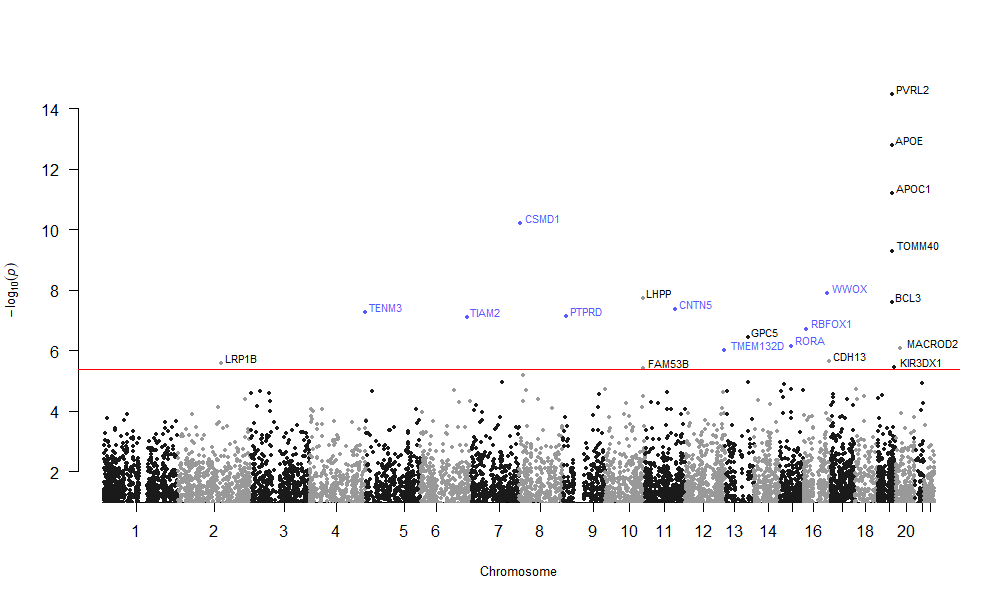 PVRL2
14
APOE
12
APOC1
CSMD1
10
TOMM40
WWOX
LHPP
8
BCL3
TENM3
TIAM2
PTPRD
CNTN5
RBFOX1
GPC5
RORA
TMEM132D
MACROD2
6
LRP1B
CDH13
FAM53B
KIR3DX1
4
2
−log10(p)
1 2 3 4 5 6 7 8 9 10 11 12 13 14 16 18 20
Chromosome